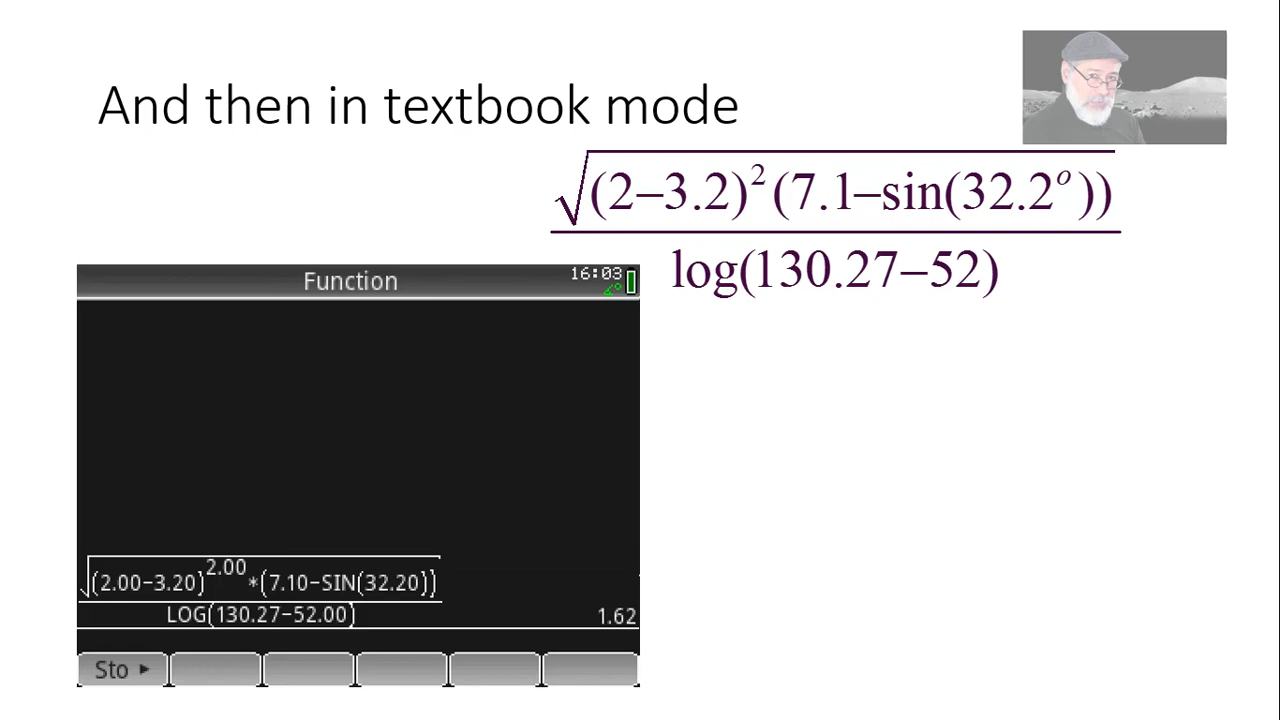 And then in textbook mode
√(2–3.2)²(7.1–sin(32.2º))
log(130.27–52)
Function 16:03
√(2.00-3.20)^2.00*(7.10-SIN(32.20))
LOG(130.27-52.00) 1.62
Sto ►